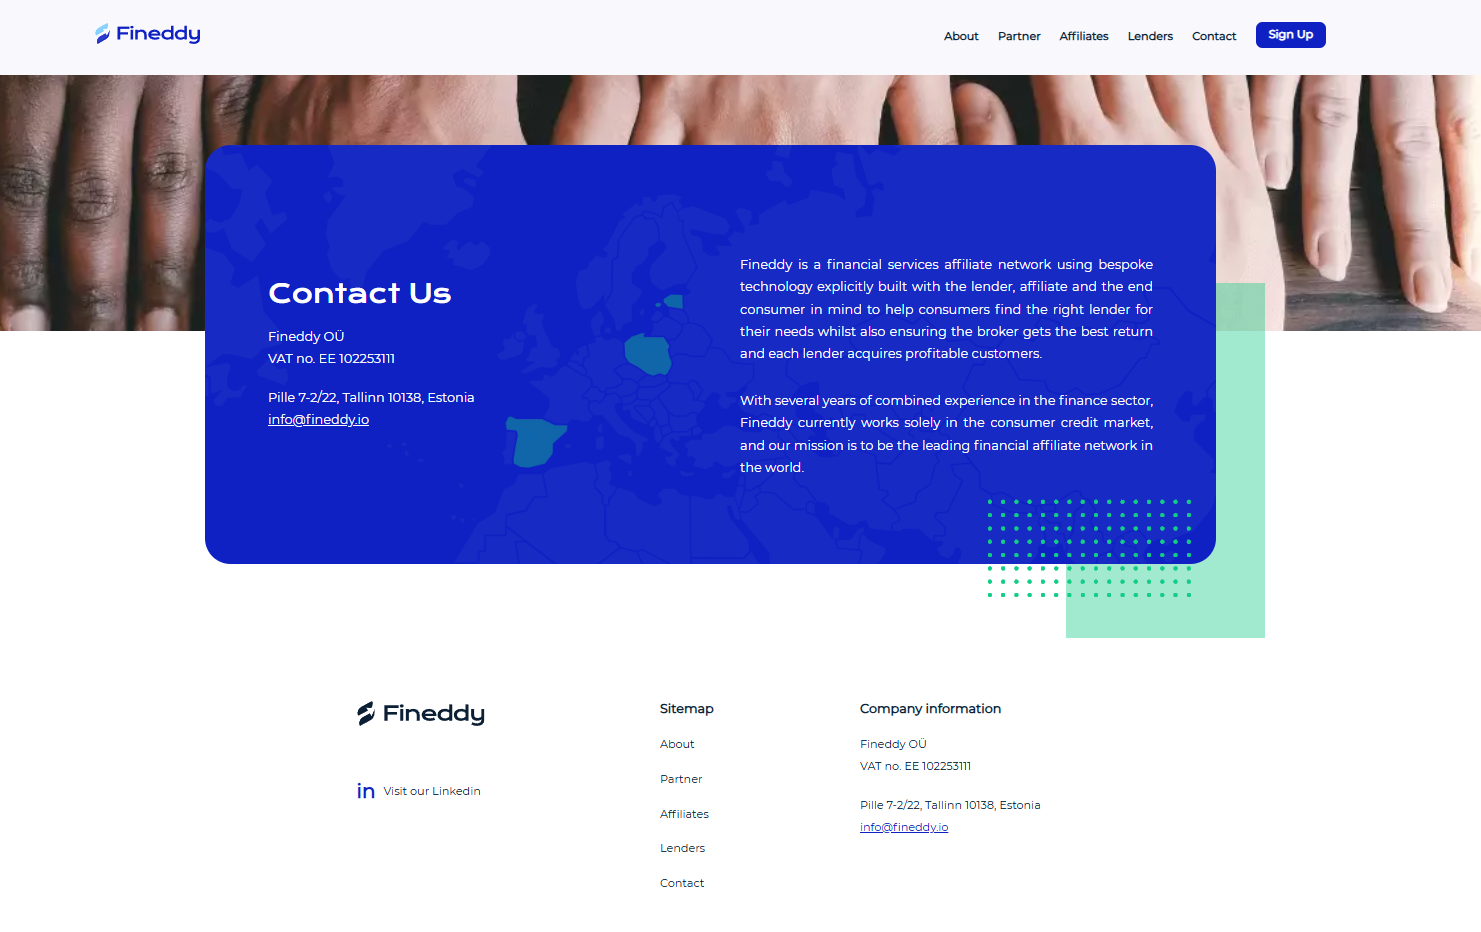 Fineddy
About
Partner
Affiliates
Lenders
Contact
Sign Up
Contact Us
Fineddy OÜ
VAT no. EE 102253111
Pille 7-2/22, Tallinn 10138, Estonia
info@fineddy.io
Fineddy is a financial services affiliate network using bespoke
technology explicitly built with the lender, affiliate and the end
consumer in mind to help consumers find the right lender for
their needs whilst also ensuring the broker gets the best return
and each lender acquires profitable customers.
With several years of combined experience in the finance sector,
Fineddy currently works solely in the consumer credit market,
and our mission is to be the leading financial affiliate network in
the world.
Fineddy
in Visit our Linkedin
Sitemap
About
Partner
Affiliates
Lenders
Contact
Company information
Fineddy OÜ
VAT no. EE 102253111
Pille 7-2/22, Tallinn 10138, Estonia
info@fineddy.io